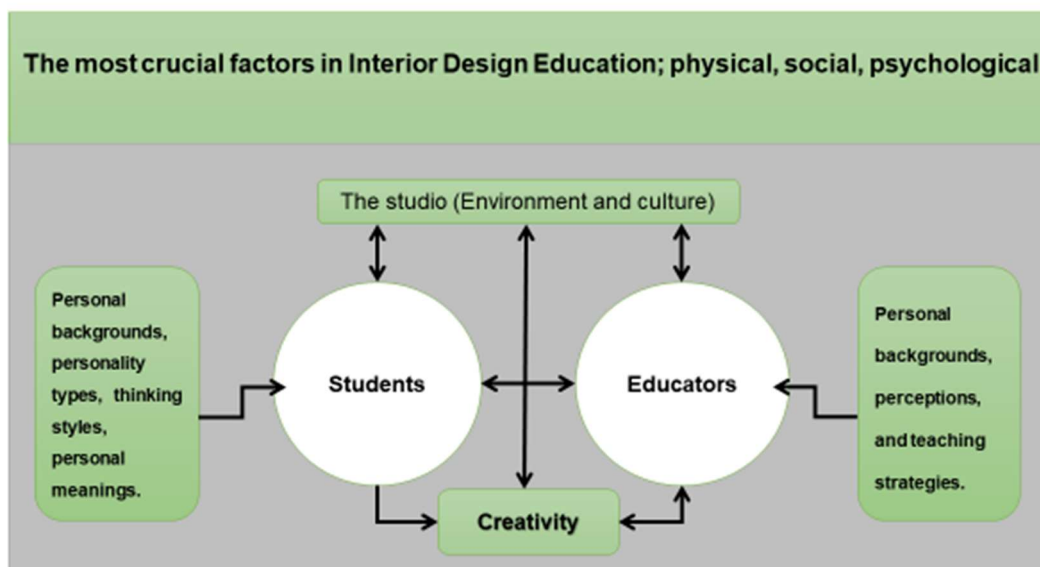 The most crucial factors in Interior Design Education; physical, social, psychological
The studio (Environment and culture)
Personal
backgrounds,
personality
types, thinking
styles,
personal
meanings.
Students
Educators
Personal
backgrounds,
perceptions,
and teaching
strategies.
Creativity